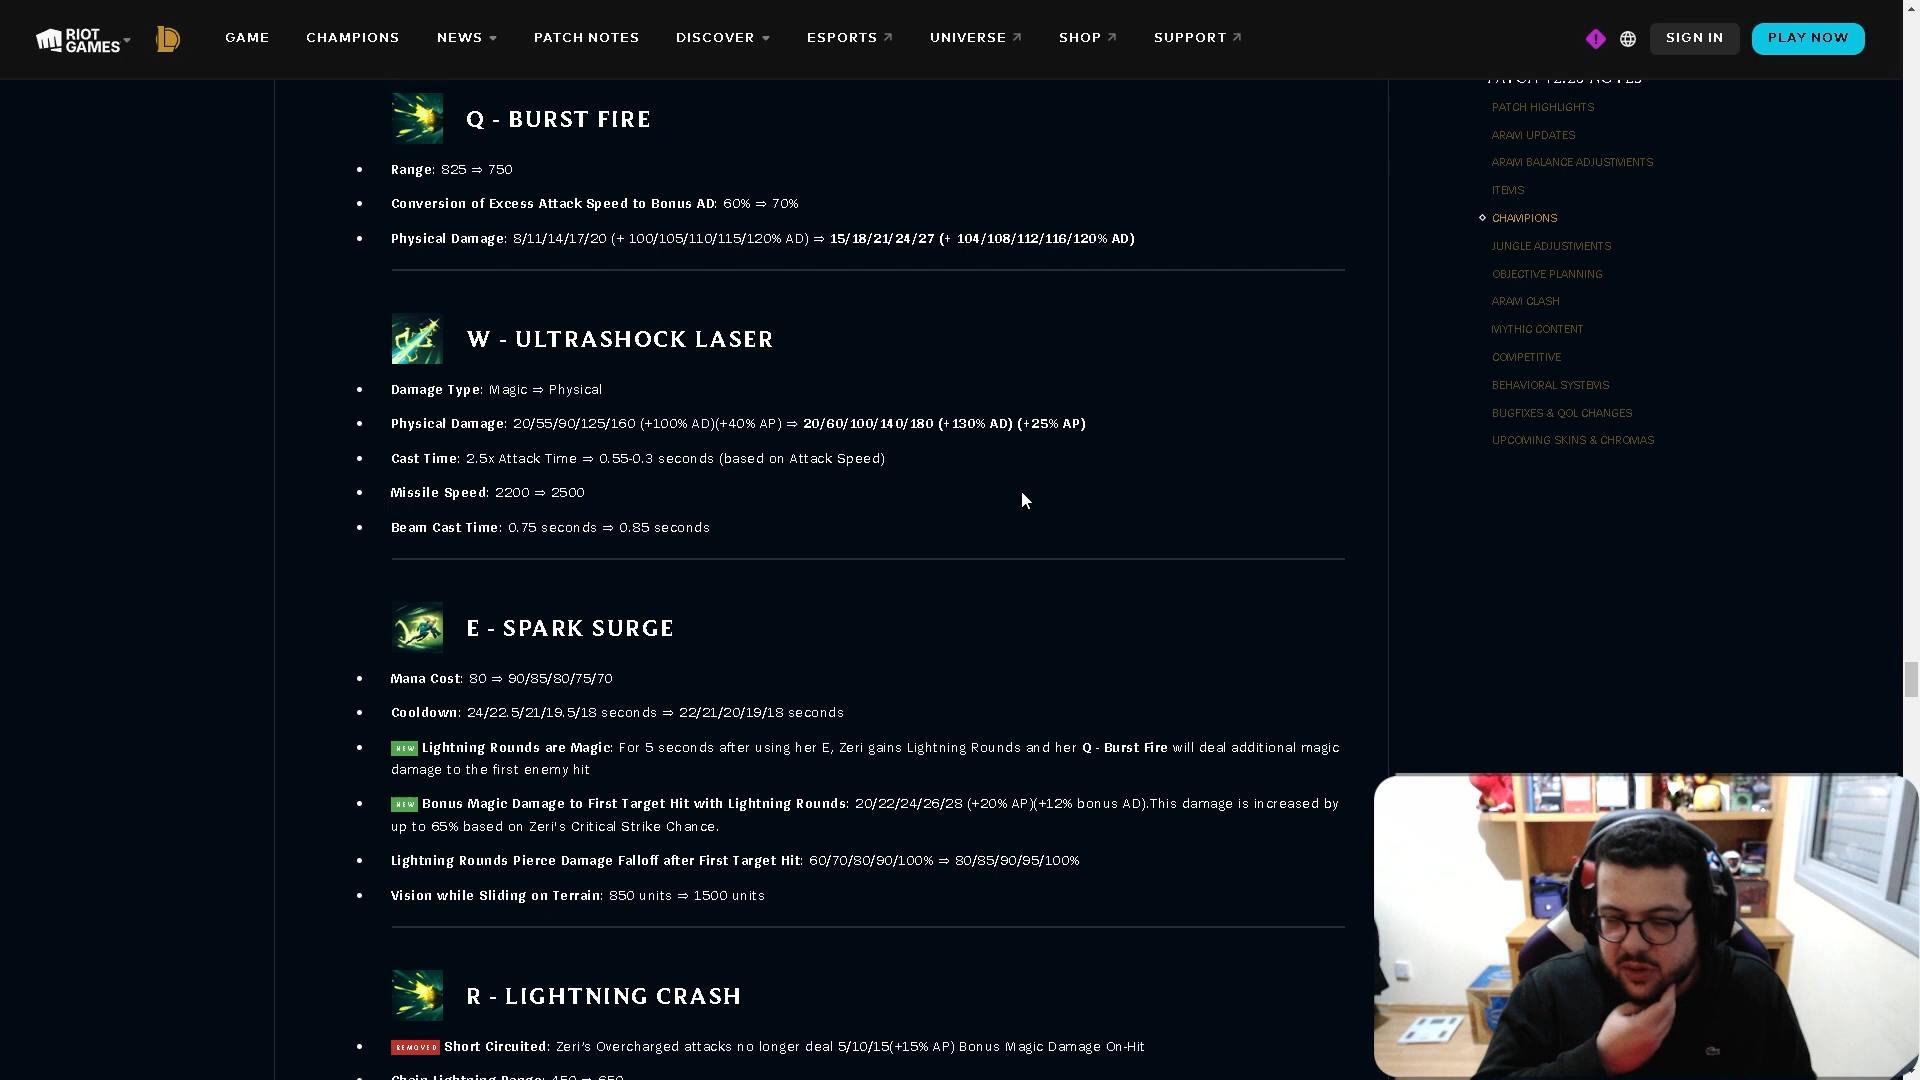 RIOT GAMES
GAME
CHAMPIONS
NEWS
PATCH NOTES
DISCOVER
ESPORTS
UNIVERSE
SHOP
SUPPORT
SIGN IN
PLAY NOW
Q - BURST FIRE
Range: 825 ⇒ 750
Conversion of Excess Attack Speed to Bonus AD: 60% ⇒ 70%
Physical Damage: 8/11/14/17/20 (+ 100/105/110/115/120% AD) ⇒ 15/18/21/24/27 (+ 104/108/112/116/120% AD)
W - ULTRASHOCK LASER
Damage Type: Magic ⇒ Physical
Physical Damage: 20/55/90/125/160 (+100% AD)(+40% AP) ⇒ 20/60/100/140/180 (+130% AD) (+25% AP)
Cast Time: 2.5x Attack Time ⇒ 0.55-0.3 seconds (based on Attack Speed)
Missile Speed: 2200 ⇒ 2500
Beam Cast Time: 0.75 seconds ⇒ 0.85 seconds
E - SPARK SURGE
Mana Cost: 80 ⇒ 90/85/80/75/70
Cooldown: 24/22.5/21/19.5/18 seconds ⇒ 22/21/20/19/18 seconds
NEW Lightning Rounds are Magic: For 5 seconds after using her E, Zeri gains Lightning Rounds and her Q - Burst Fire will deal additional magic
damage to the first enemy hit
NEW Bonus Magic Damage to First Target Hit with Lightning Rounds: 20/22/24/26/28 (+20% AP)(+12% bonus AD).This damage is increased by
up to 65% based on Zeri's Critical Strike Chance.
Lightning Rounds Pierce Damage Falloff after First Target Hit: 60/70/80/90/100% ⇒ 80/85/90/95/100%
Vision while Sliding on Terrain: 850 units ⇒ 1500 units
R - LIGHTNING CRASH
REMOVED Short Circuited: Zeri's Overcharged attacks no longer deal 5/10/15(+15% AP) Bonus Magic Damage On-Hit
Chain Lightning Range: 450 ⇒ 650
PATCH 12.23 NOTES
PATCH HIGHLIGHTS
ARAM UPDATES
ARAM BALANCE ADJUSTMENTS
ITEMS
CHAMPIONS
JUNGLE ADJUSTMENTS
OBJECTIVE PLANNING
ARAM CLASH
MYTHIC CONTENT
COMPETITIVE
BEHAVIORAL SYSTEMS
BUGFIXES & QOL CHANGES
UPCOMING SKINS & CHROMAS